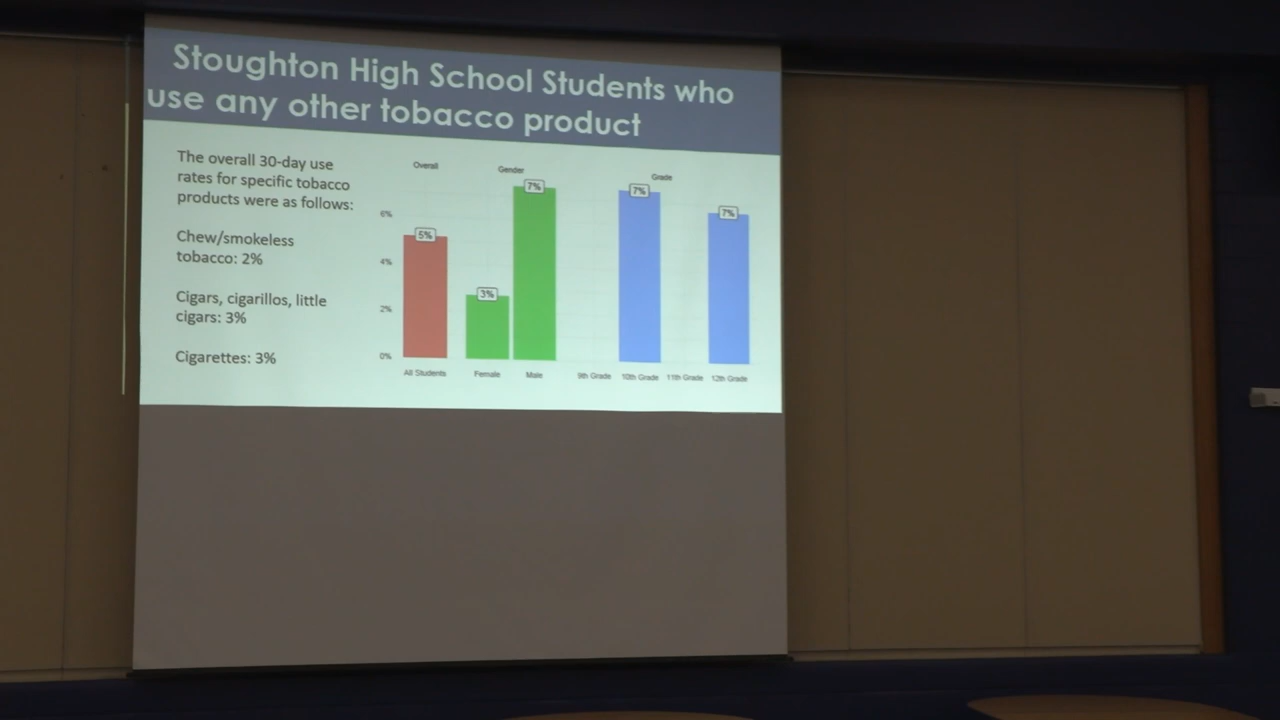 Stoughton High School Students who
use any other tobacco product
The overall 30-day use
rates for specific tobacco
products were as follows:
Chew/smokeless
tobacco: 2%
Cigars, cigarillos, little
cigars: 3%
Cigarettes: 3%
Overall
Gender
Grade
6%
4%
2%
0%
5%
3%
7%
7%
7%
All Students
Female
Male
9th Grade
10th Grade
11th Grade
12th Grade